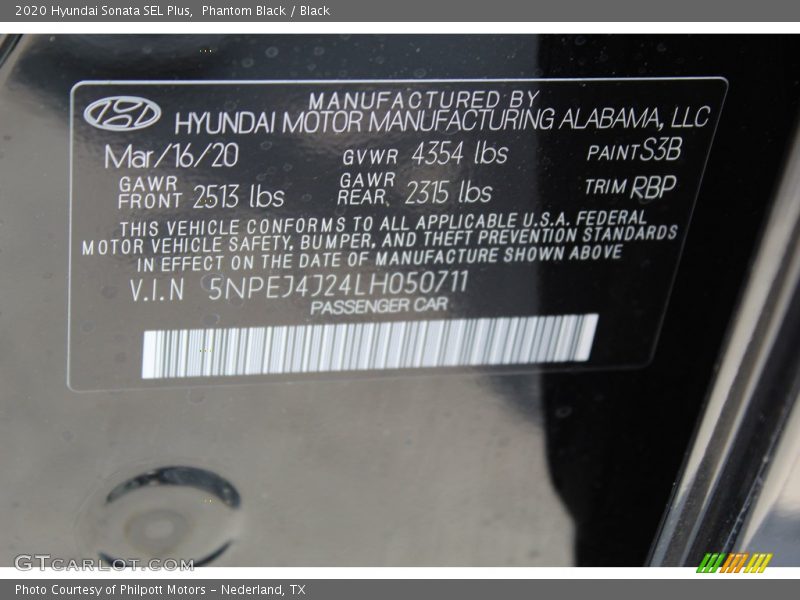 2020 Hyundai Sonata SEL Plus, Phantom Black / Black
MANUFACTURED BY
HYUNDAI MOTOR MANUFACTURING ALABAMA, LLC
Mar/16/20 GVWR 4354 lbs PAINT S3B
GAWR FRONT 2513 lbs GAWR REAR 2315 lbs TRIM RBP
THIS VEHICLE CONFORMS TO ALL APPLICABLE U.S.A. FEDERAL
MOTOR VEHICLE SAFETY, BUMPER, AND THEFT PREVENTION STANDARDS
IN EFFECT ON THE DATE OF MANUFACTURE SHOWN ABOVE
V.I.N 5NPEJ4J24LH050711
PASSENGER CAR
GTCarLot.com
Photo Courtesy of Philpott Motors - Nederland, TX